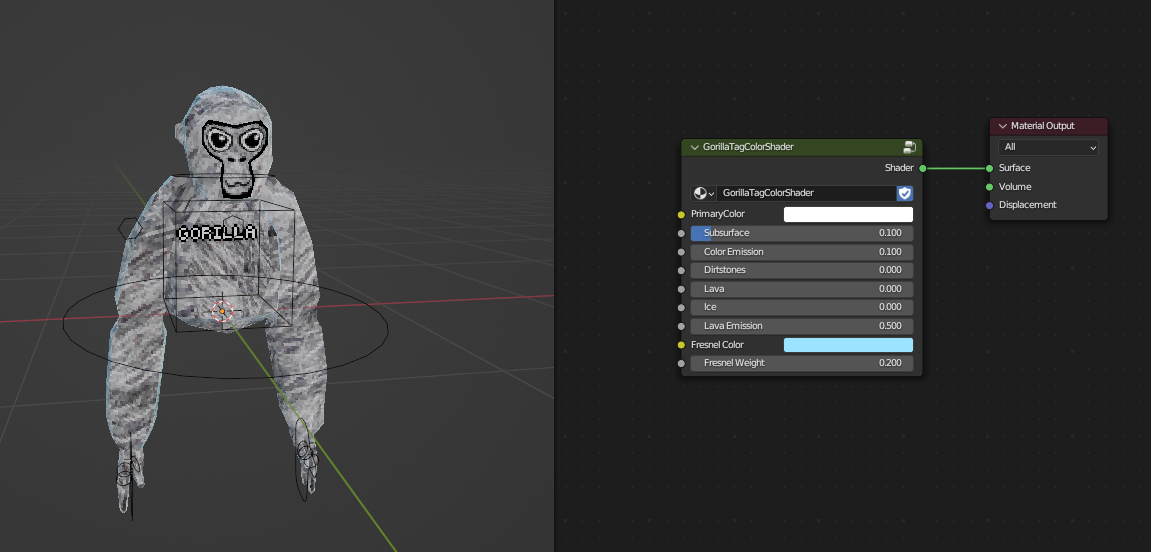 GORILLA
GorillaTagColorShader
Shader
GorillaTagColorShader
PrimaryColor
Subsurface 0.100
Color Emission 0.100
Dirtstones 0.000
Lava 0.000
Ice 0.000
Lava Emission 0.500
Fresnel Color
Fresnel Weight 0.200
Material Output
All
Surface
Volume
Displacement